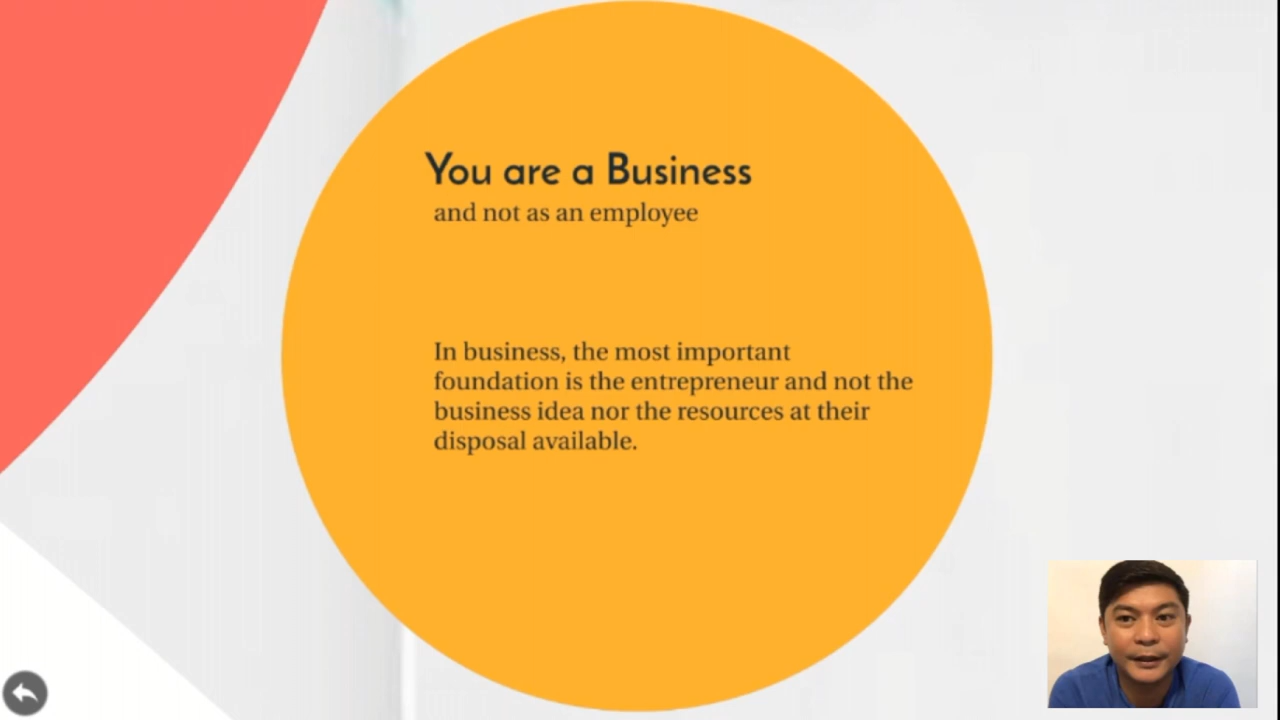 You are a Business
and not as an employee
In business, the most important
foundation is the entrepreneur and not the
business idea nor the resources at their
disposal available.